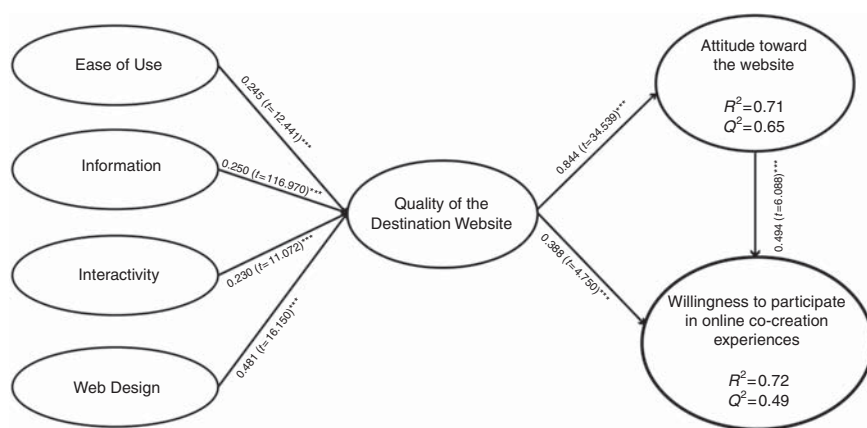 Ease of Use
Information
Interactivity
Web Design
0.245 (t=12.441)***
0.250 (t=116.970)***
0.230 (t=11.072)***
0.481 (t=16.150)***
Quality of the
Destination Website
0.844 (t=34.539)***
0.388 (t=4.750)***
Attitude toward
the website
R²=0.71
Q²=0.65
0.494 (t=6.088)***
Willingness to participate
in online co-creation
experiences
R²=0.72
Q²=0.49